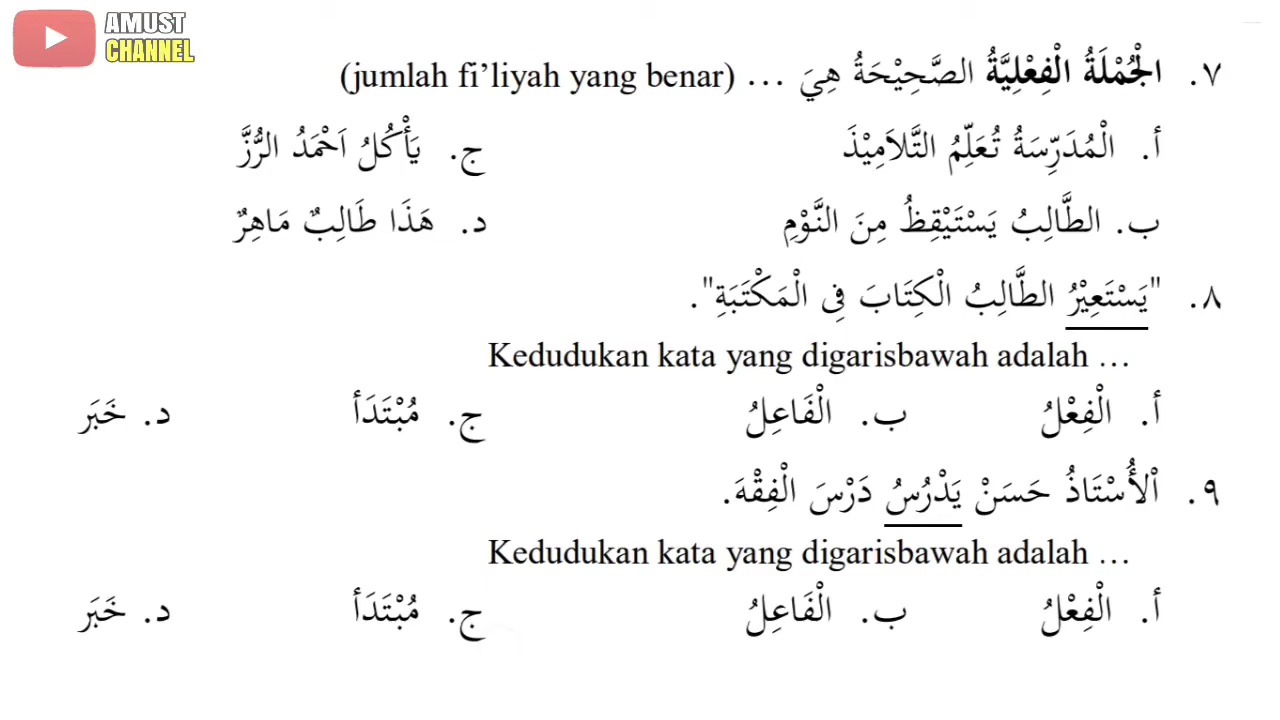 AMUST
CHANNEL
٧. الْجُمْلَةُ الْفِعْلِيَّةُ الصَّحِيْحَةُ هِيَ ... (jumlah fi’liyah yang benar)
أ. الْمُدَرِّسَةُ تُعَلِّمُ التَّلَامِيْذَ ج. يَأْكُلُ اَحْمَدُ الرُّزَّ
ب. الطَّالِبُ يَسْتَيْقِظُ مِنَ النَّوْمِ د. هَذَا طَالِبٌ مَاهِرٌ
٨. "يَسْتَعِيْرُ الطَّالِبُ الْكِتَابَ فِى الْمَكْتَبَةِ".
Kedudukan kata yang digarisbawah adalah …
أ. الْفِعْلُ ب. الْفَاعِلُ ج. مُبْتَدَأ د. خَبَر
٩. اْلأُسْتَاذُ حَسَنْ يَدْرُسُ دَرْسَ الْفِقْهَ.
Kedudukan kata yang digarisbawah adalah …
أ. الْفِعْلُ ب. الْفَاعِلُ ج. مُبْتَدَأ د. خَبَر